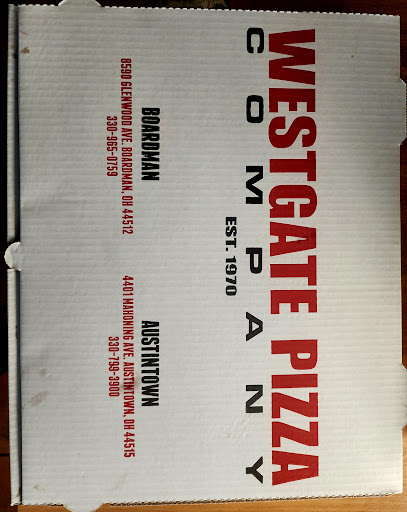 WESTGATE PIZZA
COMPANY
EST. 1970
BOARDMAN
8590 GLENWOOD AVE. BOARDMAN, OH 44512
330-965-0759
AUSTINTOWN
4401 MAHONING AVE. AUSTINTOWN, OH 44515
330-799-3900